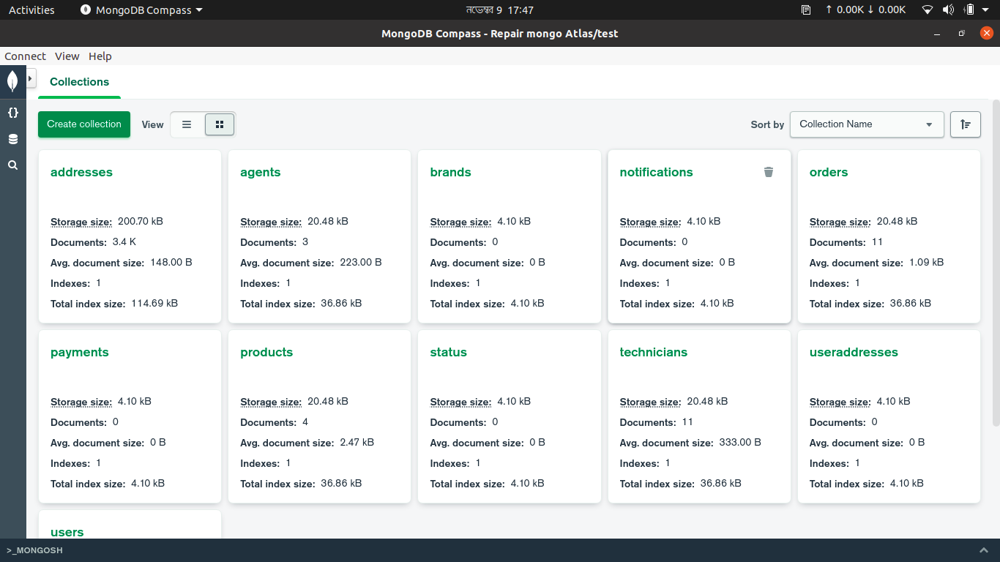 Activities MongoDB Compass নভেম্বর 9 17:47 ↑ 0.00K ↓ 0.00K
MongoDB Compass - Repair mongo Atlas/test
Connect View Help
Collections
Create collection View Sort by Collection Name
addresses agents brands notifications orders
Storage size: 200.70 kB Storage size: 20.48 kB Storage size: 4.10 kB Storage size: 4.10 kB Storage size: 20.48 kB
Documents: 3.4 K Documents: 3 Documents: 0 Documents: 0 Documents: 11
Avg. document size: 148.00 B Avg. document size: 223.00 B Avg. document size: 0 B Avg. document size: 0 B Avg. document size: 1.09 kB
Indexes: 1 Indexes: 1 Indexes: 1 Indexes: 1 Indexes: 1
Total index size: 114.69 kB Total index size: 36.86 kB Total index size: 4.10 kB Total index size: 4.10 kB Total index size: 36.86 kB
payments products status technicians useraddresses
Storage size: 4.10 kB Storage size: 20.48 kB Storage size: 4.10 kB Storage size: 20.48 kB Storage size: 4.10 kB
Documents: 0 Documents: 4 Documents: 0 Documents: 11 Documents: 0
Avg. document size: 0 B Avg. document size: 2.47 kB Avg. document size: 0 B Avg. document size: 333.00 B Avg. document size: 0 B
Indexes: 1 Indexes: 1 Indexes: 1 Indexes: 1 Indexes: 1
Total index size: 4.10 kB Total index size: 36.86 kB Total index size: 4.10 kB Total index size: 36.86 kB Total index size: 4.10 kB
users
>_MONGOSH